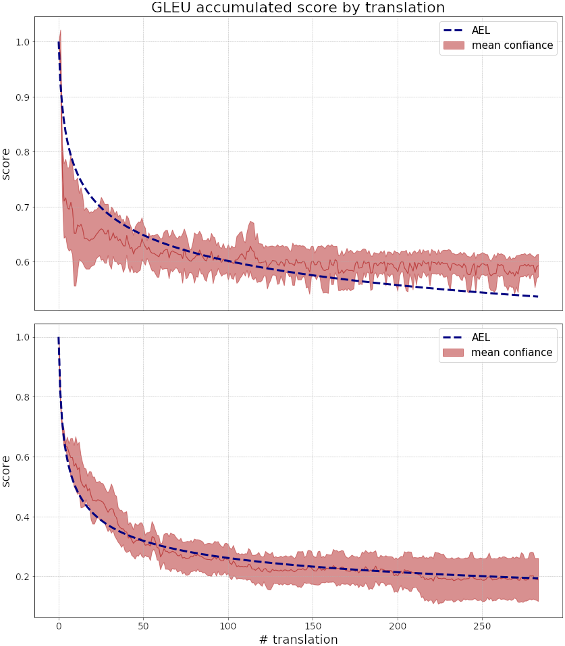 GLEU accumulated score by translation
AEL
mean confiance
1.0
0.9
0.8
0.7
0.6
score
AEL
mean confiance
1.0
0.8
0.6
0.4
0.2
score
0 50 100 150 200 250
# translation